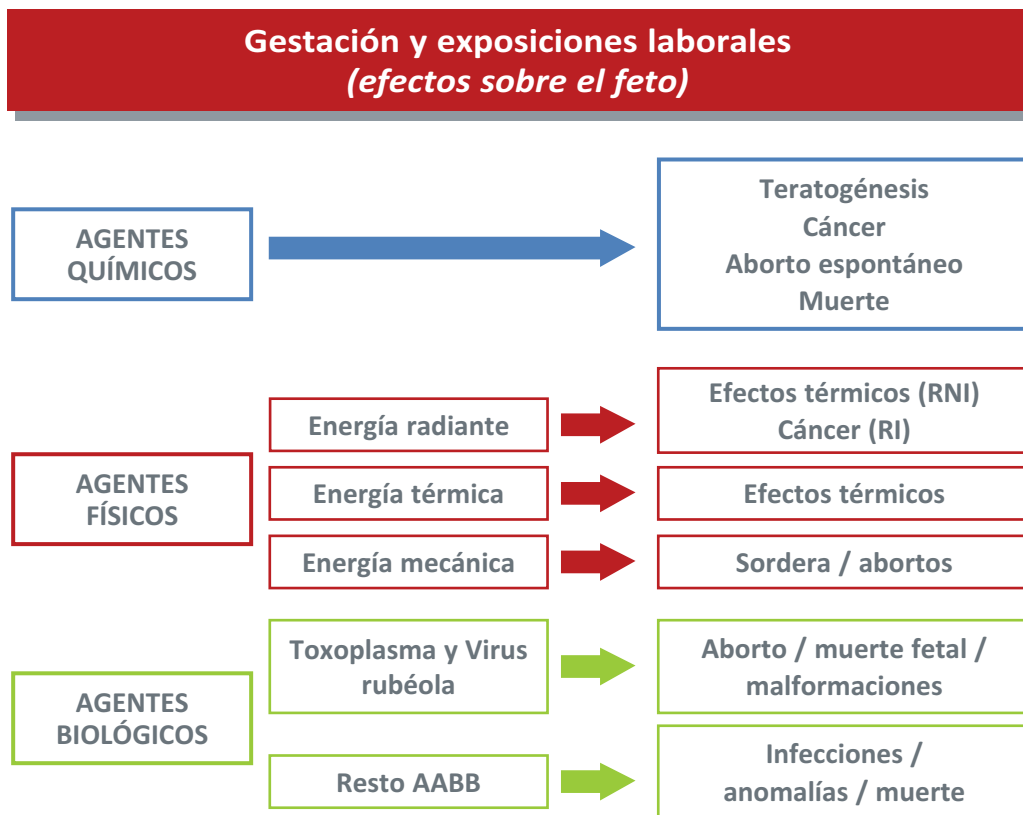 Gestación y exposiciones laborales
(efectos sobre el feto)
AGENTES
QUÍMICOS
Teratogénesis
Cáncer
Aborto espontáneo
Muerte
AGENTES
FÍSICOS
Energía radiante
Efectos térmicos (RNI)
Cáncer (RI)
Energía térmica
Efectos térmicos
Energía mecánica
Sordera / abortos
AGENTES
BIOLÓGICOS
Toxoplasma y Virus
rubéola
Aborto / muerte fetal /
malformaciones
Resto AABB
Infecciones /
anomalías / muerte